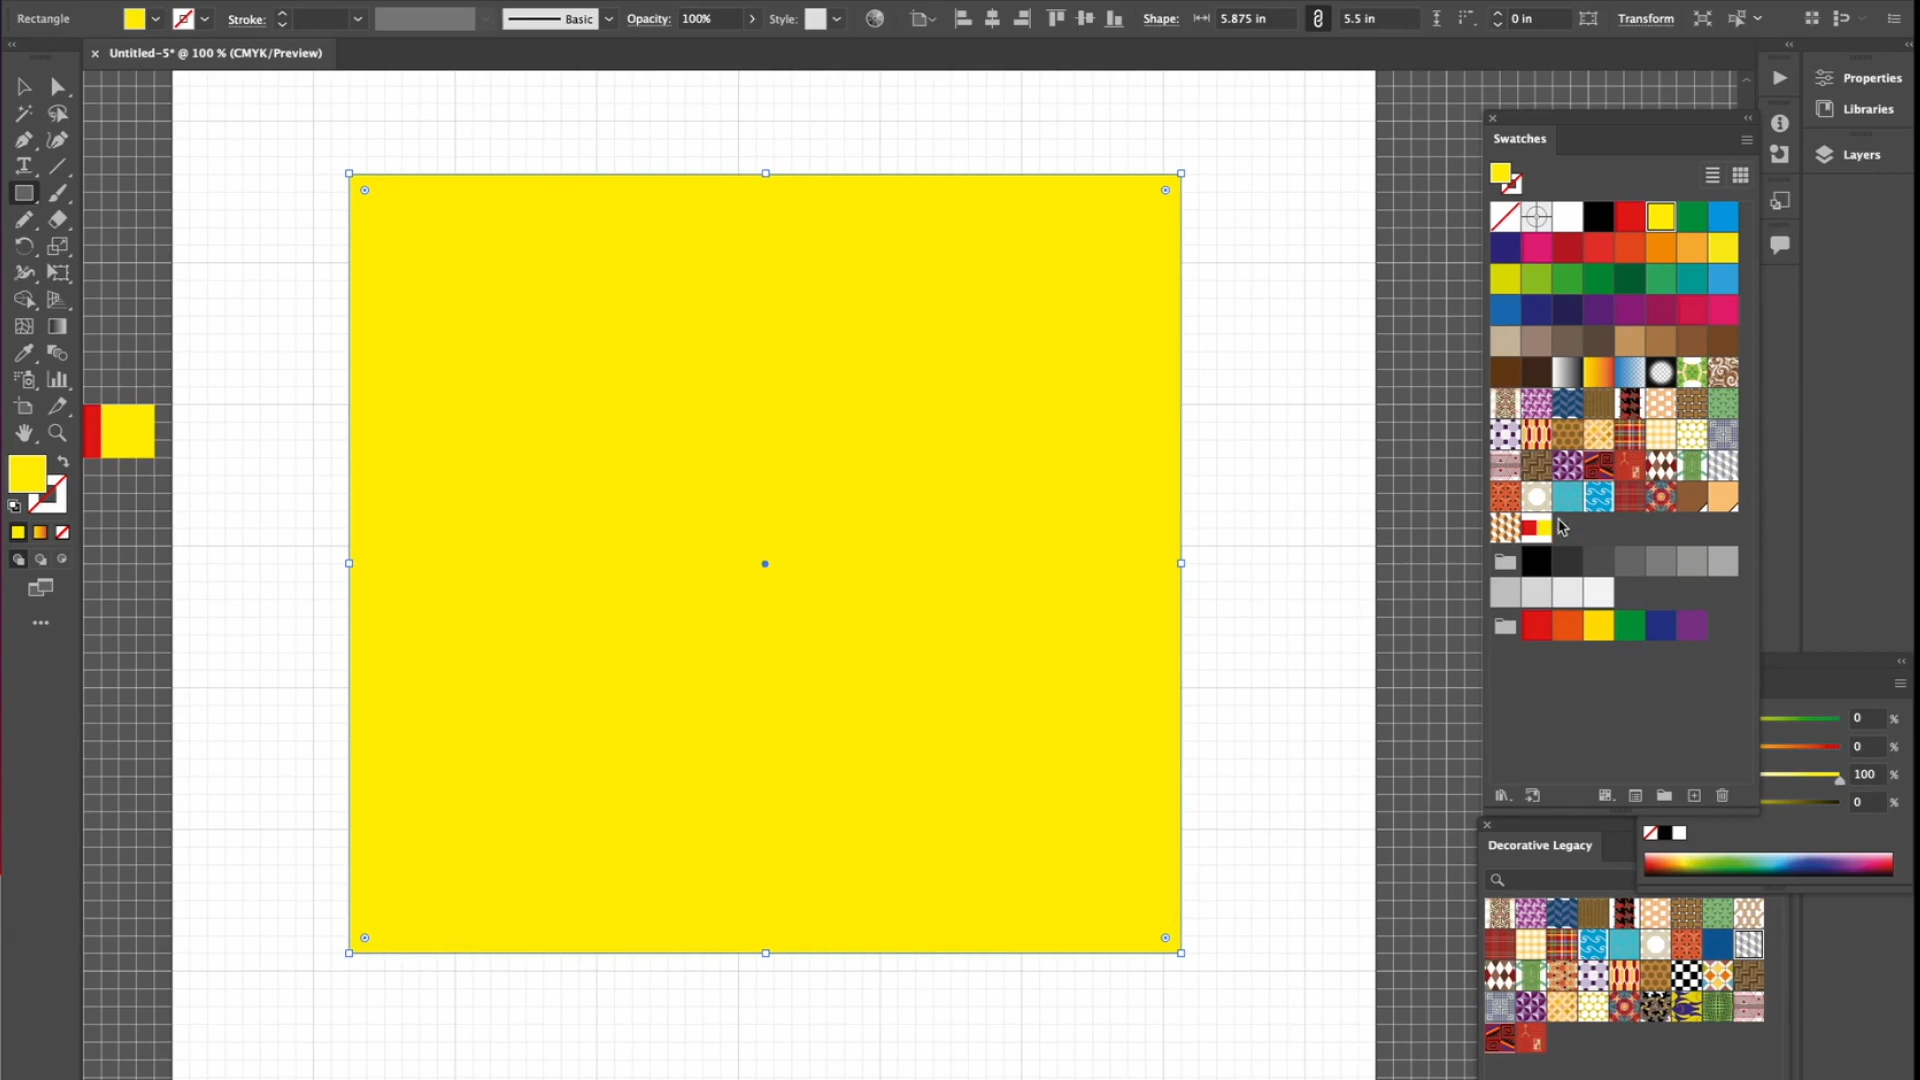 Rectangle Stroke: Basic Opacity: 100% Style: Shape: 5.875 in 5.5 in 0 in Transform
Untitled-5* @ 100 % (CMYK/Preview)
Properties
Libraries
Layers
Swatches
0 %
0 %
100 %
0 %
Decorative Legacy